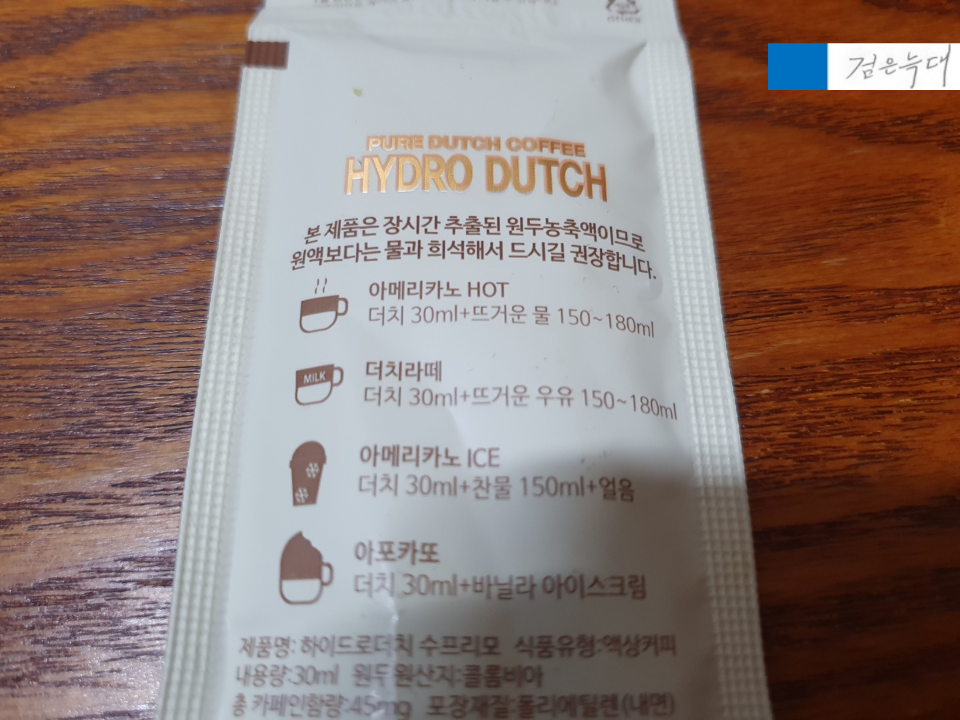 검은늑대
PURE DUTCH COFFEE
HYDRO DUTCH
본 제품은 장시간 추출된 원두농축액이므로
원액보다는 물과 희석해서 드시길 권장합니다.
아메리카노 HOT
더치 30ml+뜨거운 물 150~180ml
MILK
더치라떼
더치 30ml+뜨거운 우유 150~180ml
아메리카노 ICE
더치 30ml+찬물 150ml+얼음
아포카또
더치 30ml+바닐라 아이스크림
제품명: 하이드로더치 수프리모 식품유형:액상커피
내용량:30ml 원두 원산지:콜롬비아
총 카페인함량:45mg 포장재질:폴리에틸렌(내면)